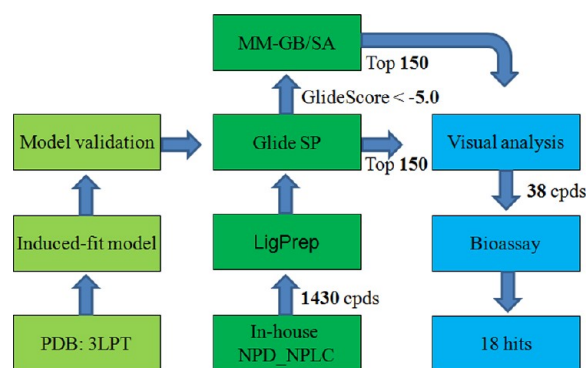 MM-GB/SA
Top 150
GlideScore < -5.0
Model validation
Glide SP
Top 150
Visual analysis
38 cpds
Induced-fit model
LigPrep
Bioassay
1430 cpds
PDB: 3LPT
In-house
NPD_NPLC
18 hits